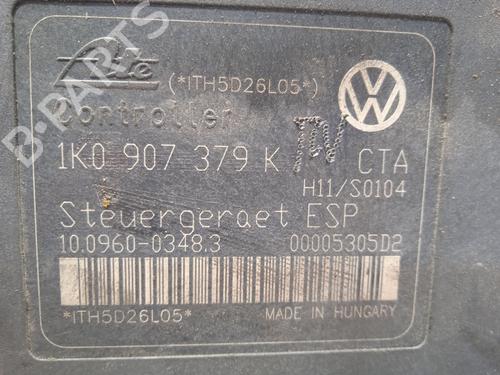 Ate (*ITH5D26L05*)
Controller
1K0 907 379 K CTA
H11/S0104
Steuergeraet ESP
10.0960-0348.3 00005305D2
*ITH5D26L05* MADE IN HUNGARY
B-PARTS